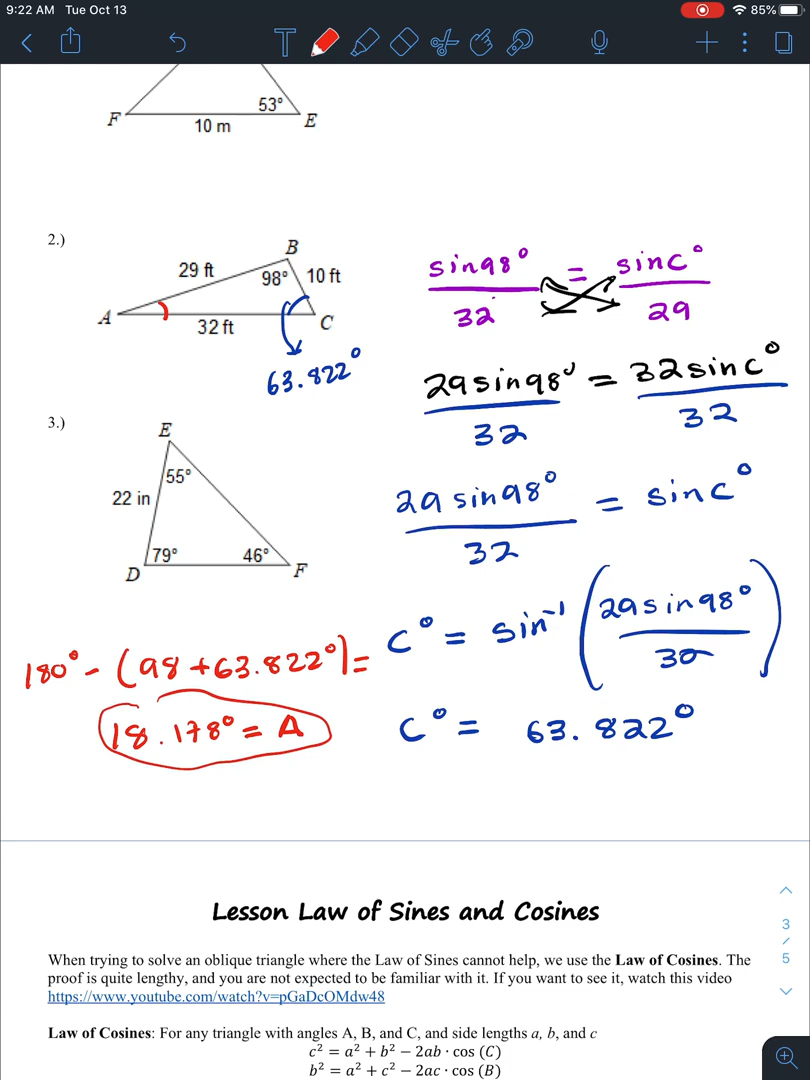 9:22 AM Tue Oct 13
85%
T
53°
F
10 m
E
2.)
B
29 ft
98°
10 ft
A
32 ft
C
63.822°
sin98° = sinc°
32 29
29sin98° = 32sinc°
32 32
3.)
E
55°
22 in
79°
46°
D
F
29sin98° = sinc°
32
180° - (98 + 63.822°) =
18.178° = A
c° = sin⁻¹ (29sin98°
32)
c° = 63.822°
3
/
5
Lesson Law of Sines and Cosines
When trying to solve an oblique triangle where the Law of Sines cannot help, we use the Law of Cosines. The
proof is quite lengthy, and you are not expected to be familiar with it. If you want to see it, watch this video
https://www.youtube.com/watch?v=pGaDcOMdw48
Law of Cosines: For any triangle with angles A, B, and C, and side lengths a, b, and c
c² = a² + b² − 2ab · cos (C)
b² = a² + c² − 2ac · cos (B)